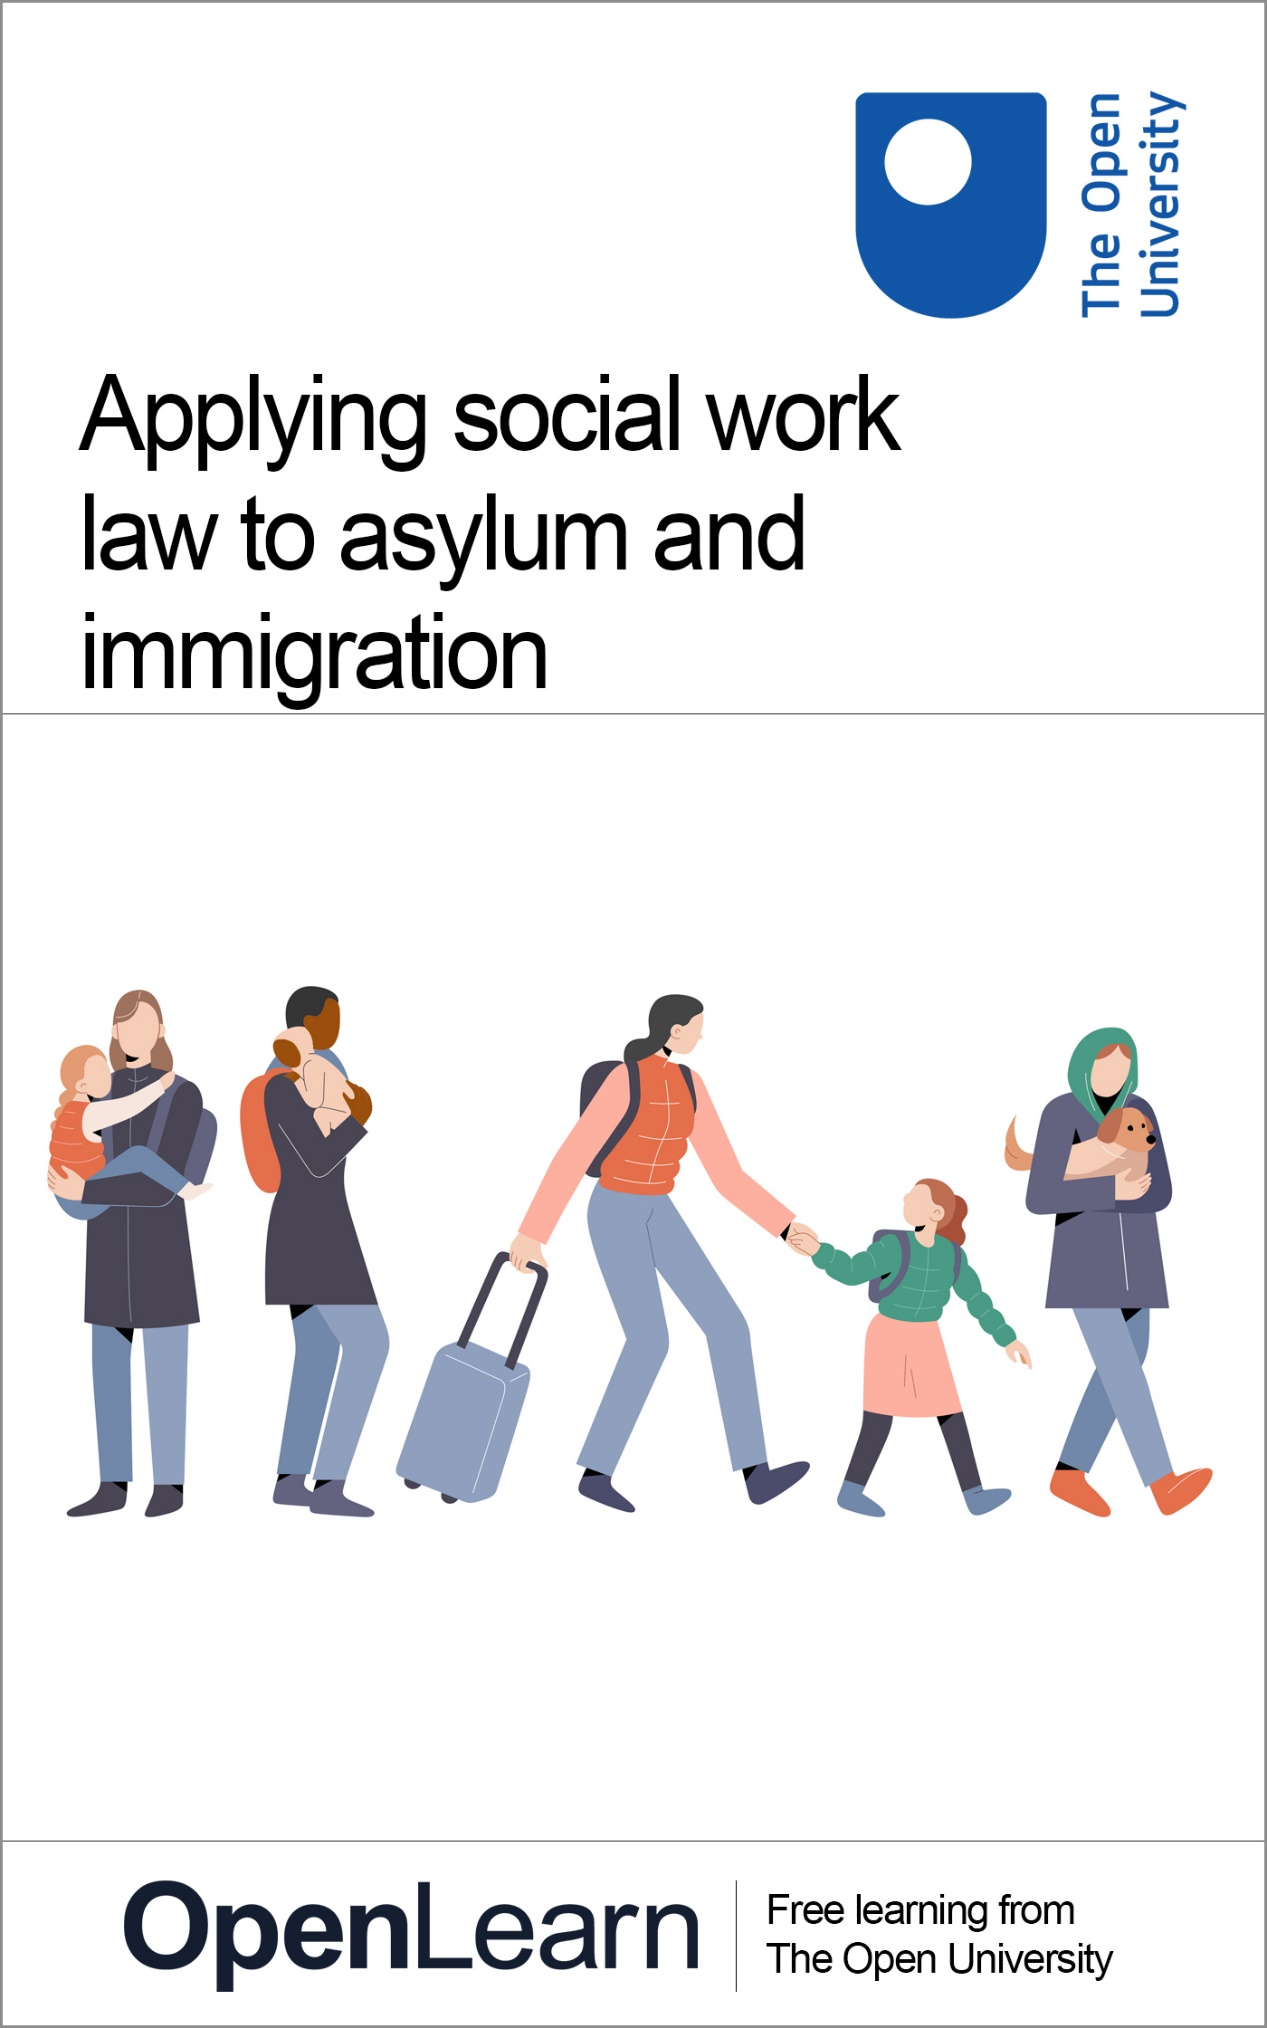 The Open
University
Applying social work
law to asylum and
immigration
OpenLearn
Free learning from
The Open University